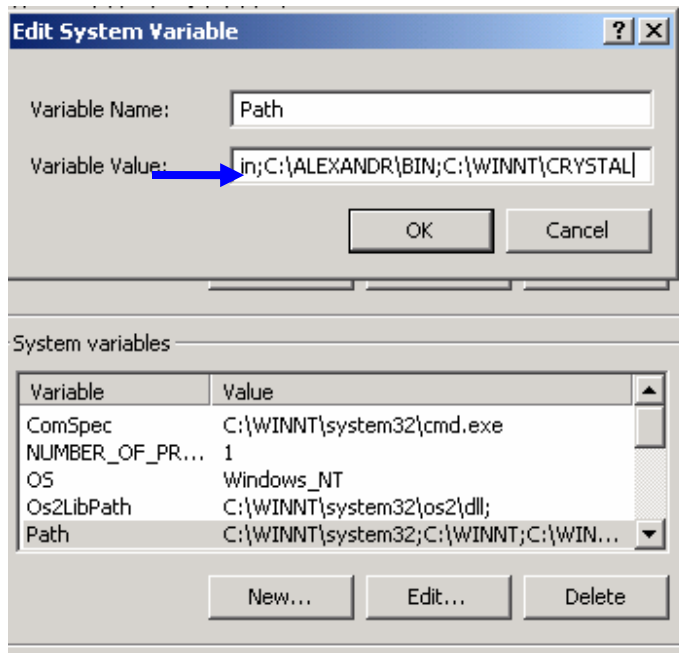 Edit System Variable
Variable Name: Path
Variable Value: in;C:\ALEXANDR\BIN;C:\WINNT\CRYSTAL
OK Cancel
System variables
Variable Value
ComSpec C:\WINNT\system32\cmd.exe
NUMBER_OF_PR... 1
OS Windows_NT
Os2LibPath C:\WINNT\system32\os2\dll;
Path C:\WINNT\system32;C:\WINNT;C:\WIN...
New... Edit... Delete